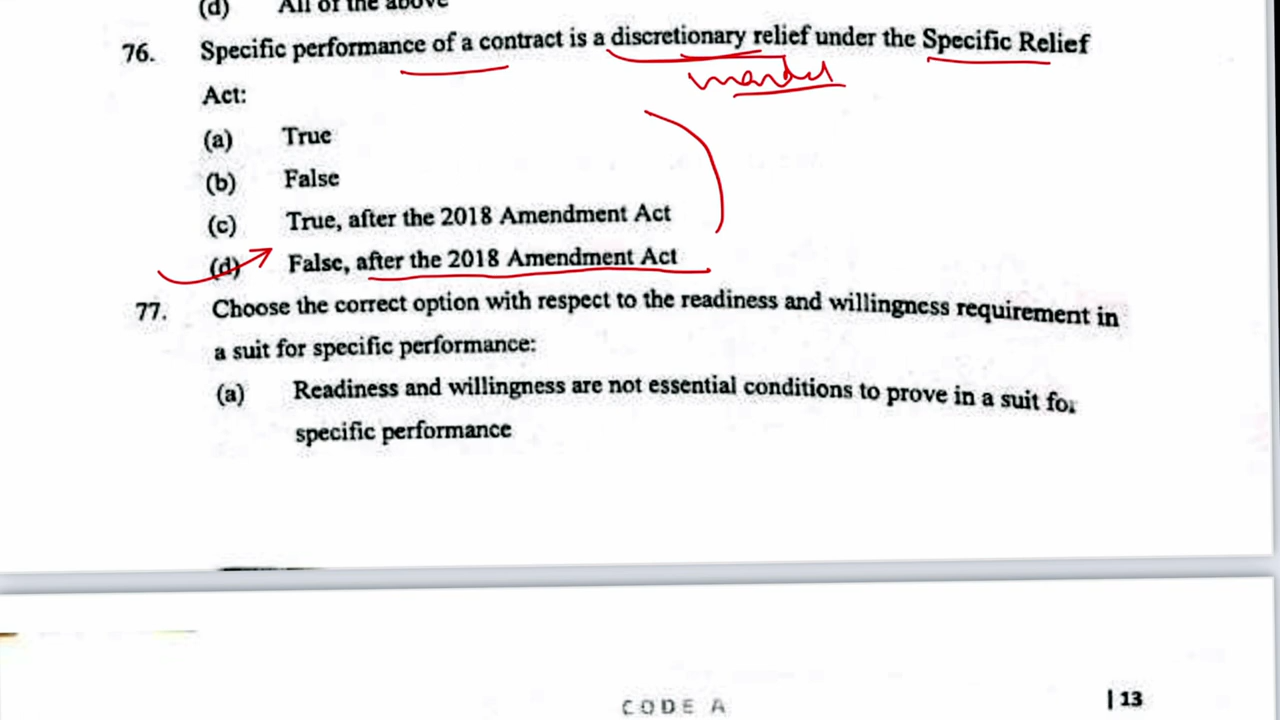 (d) All of the above
76. Specific performance of a contract is a discretionary relief under the Specific Relief
Act:
(a) True
(b) False
(c) True, after the 2018 Amendment Act
(d) False, after the 2018 Amendment Act
77. Choose the correct option with respect to the readiness and willingness requirement in
a suit for specific performance:
(a) Readiness and willingness are not essential conditions to prove in a suit for
specific performance
CODE A
| 13